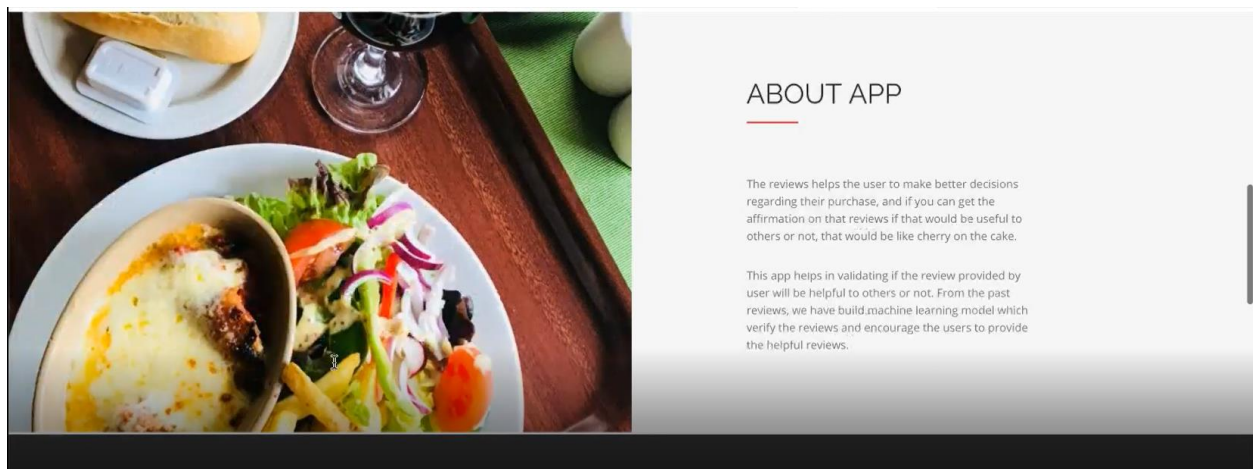 ABOUT APP
The reviews helps the user to make better decisions
regarding their purchase, and if you can get the
affirmation on that reviews if that would be useful to
others or not, that would be like cherry on the cake.
This app helps in validating if the review provided by
user will be helpful to others or not. From the past
reviews, we have build machine learning model which
verify the reviews and encourage the users to provide
the helpful reviews.